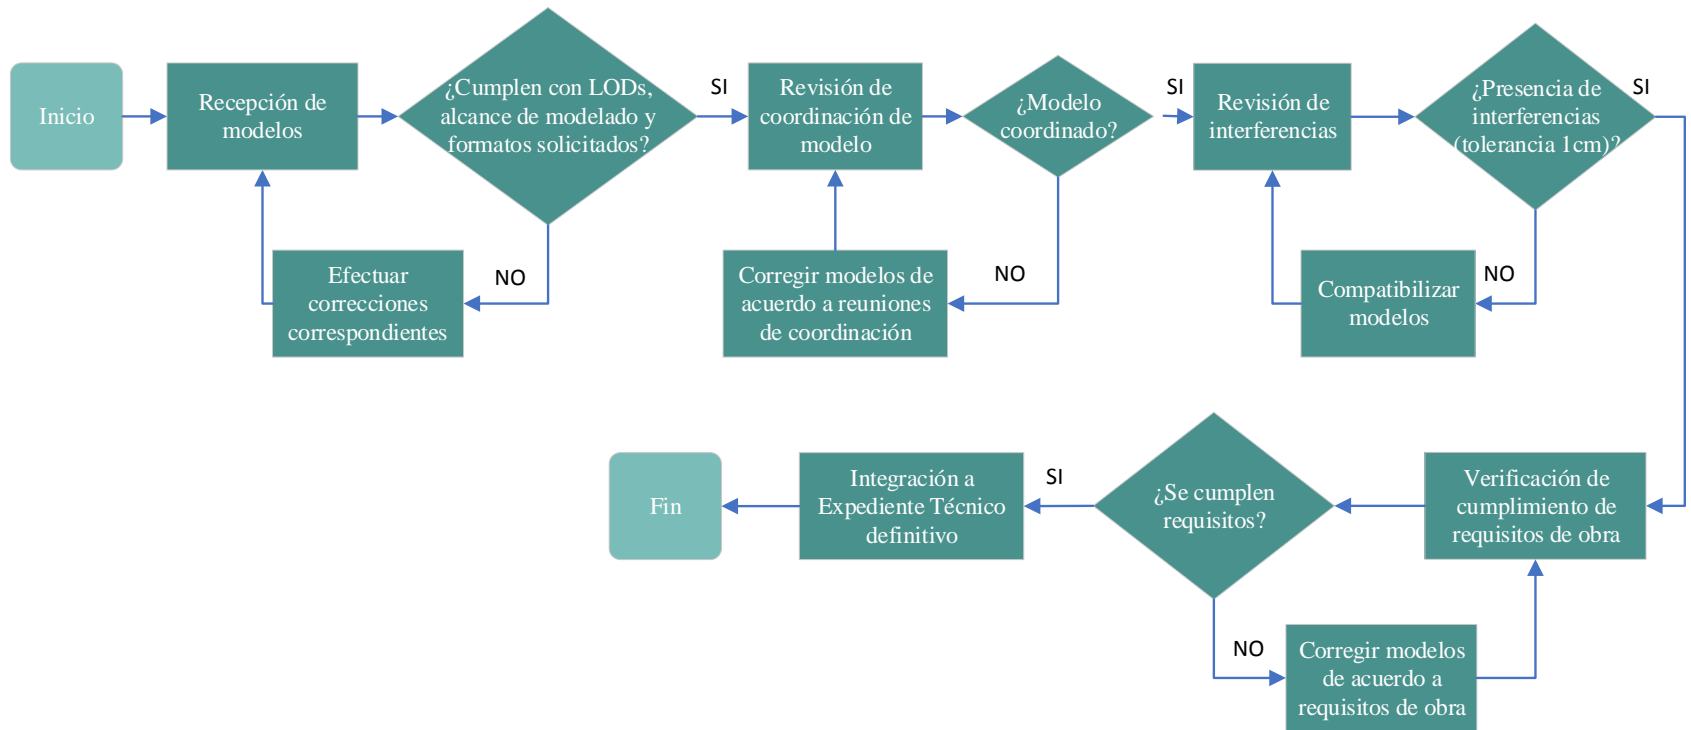 Inicio
Recepción de
modelos
¿Cumplen con LODs,
alcance de modelado y
formatos solicitados?
SI
Revisión de
coordinación de
modelo
¿Modelo
coordinado?
SI
Revisión de
interferencias
¿Presencia de
interferencias
(tolerancia 1cm)?
SI
Efectuar
correcciones
correspondientes
NO
Corregir modelos de
acuerdo a reuniones
de coordinación
NO
Compatibilizar
modelos
NO
Fin
Integración a
Expediente Técnico
definitivo
SI
¿Se cumplen
requisitos?
Verificación de
cumplimiento de
requisitos de obra
NO
Corregir modelos
de acuerdo a
requisitos de obra